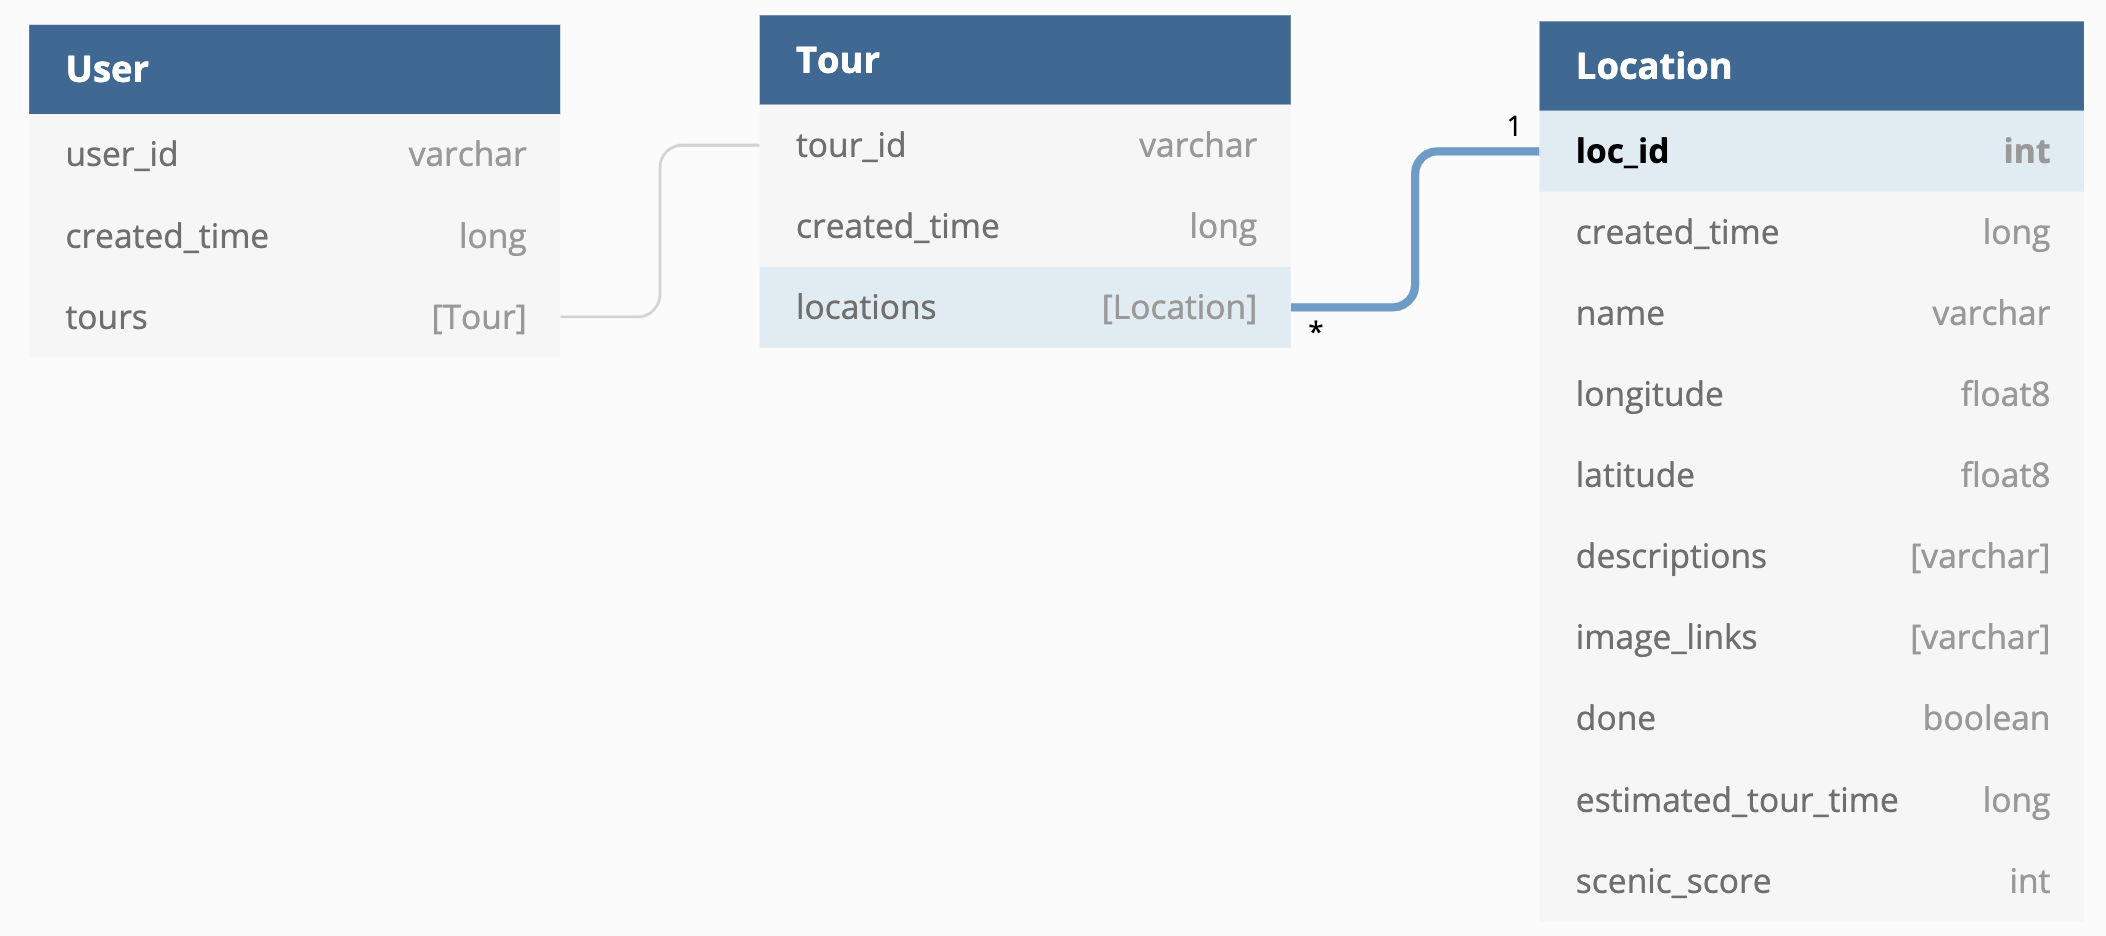 User
user_id varchar
created_time long
tours [Tour]
Tour
tour_id varchar
created_time long
locations [Location]
*
1
Location
loc_id int
created_time long
name varchar
longitude float8
latitude float8
descriptions [varchar]
image_links [varchar]
done boolean
estimated_tour_time long
scenic_score int